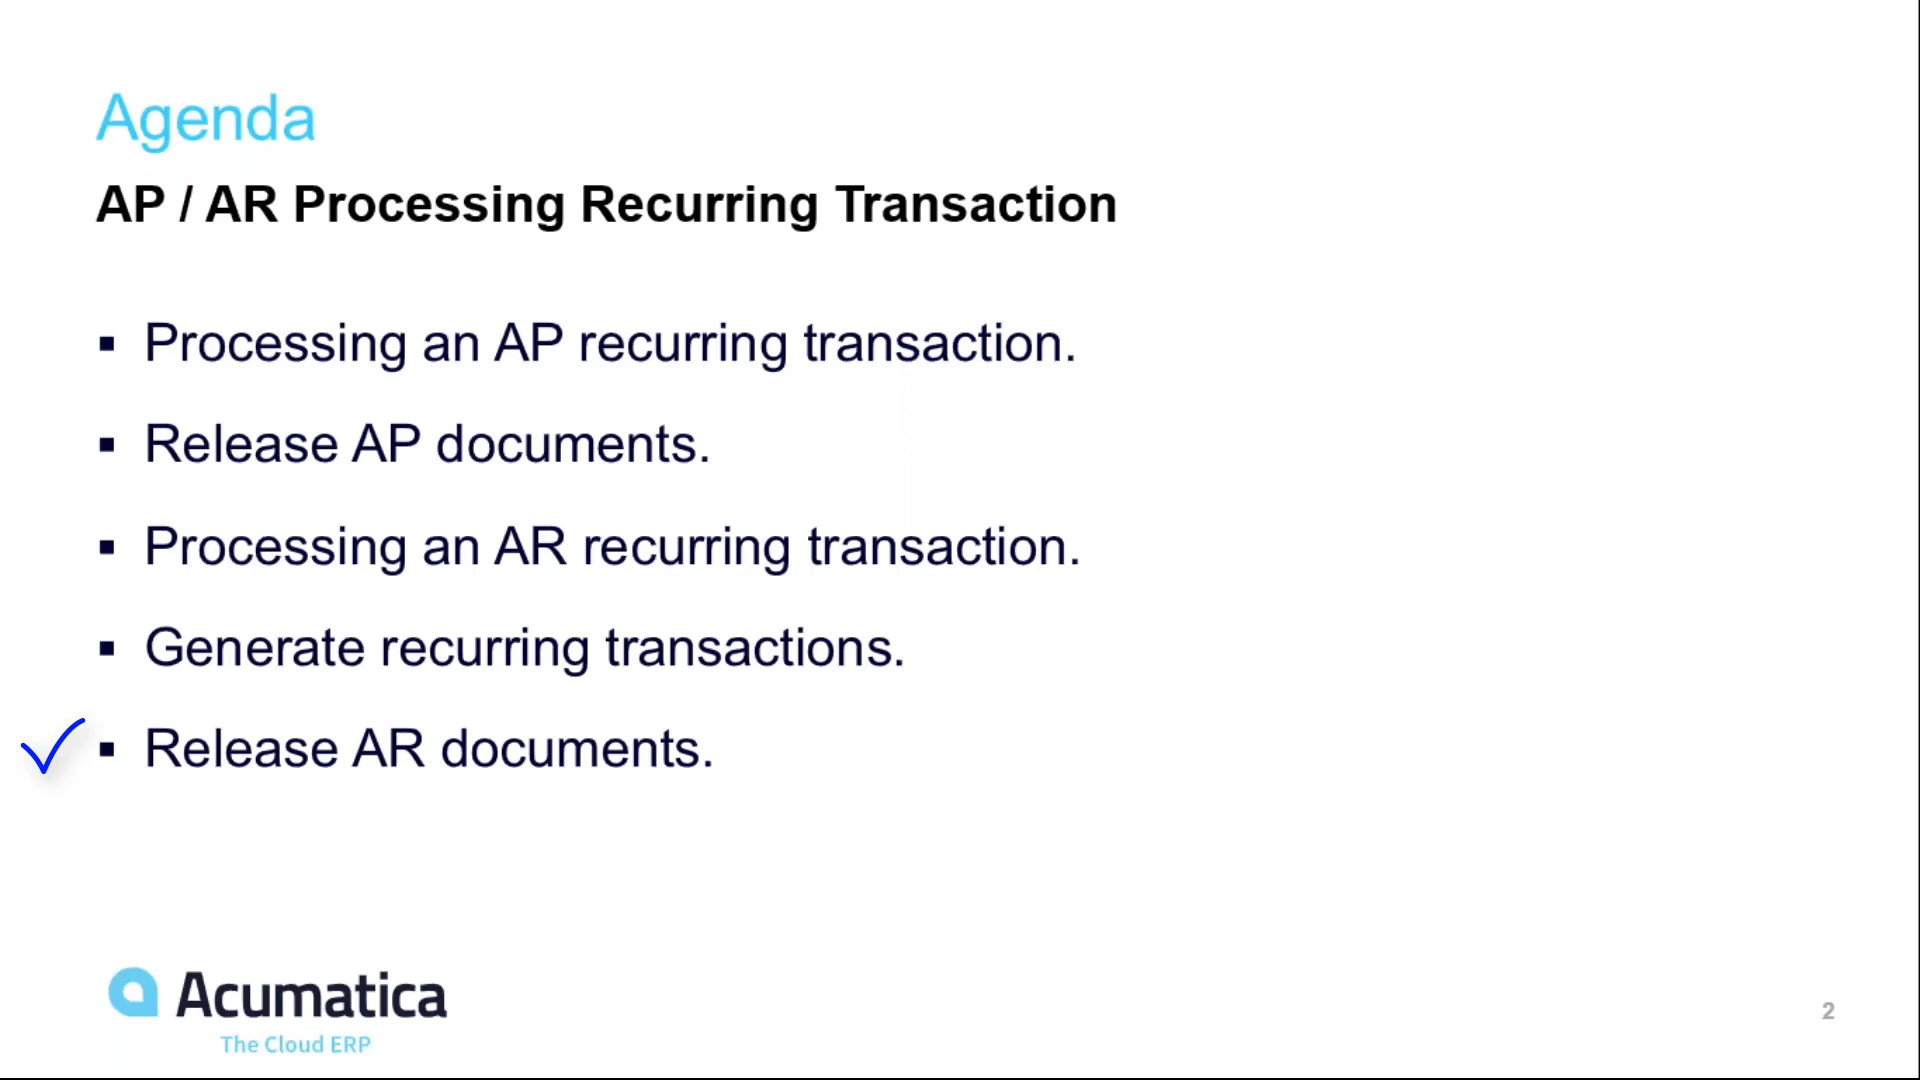 Agenda
AP / AR Processing Recurring Transaction
▪ Processing an AP recurring transaction.
▪ Release AP documents.
▪ Processing an AR recurring transaction.
▪ Generate recurring transactions.
▪ Release AR documents.
Acumatica
The Cloud ERP
2